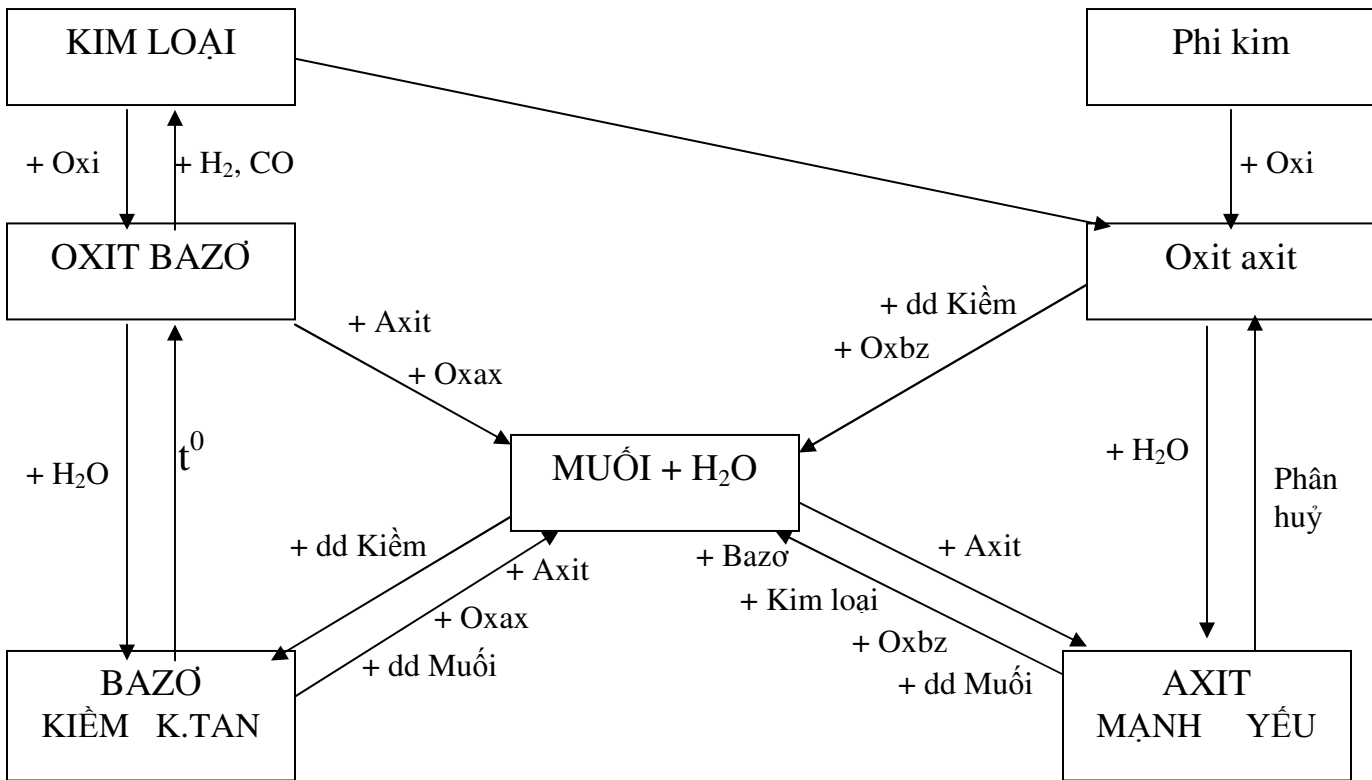 KIM LOẠI
Phi kim
+ Oxi
+ H₂, CO
+ Oxi
OXIT BAZƠ
Oxit axit
+ Axit
+ dd Kiềm
+ Oxax
+ Oxbz
+ H₂O
t⁰
MUỐI + H₂O
+ H₂O
Phân
huỷ
+ dd Kiềm
+ Axit
+ Oxax
+ dd Muối
+ Bazơ
+ Kim loại
+ Oxbz
+ dd Muối
+ Axit
BAZƠ
KIỀM K.TAN
AXIT
MẠNH YẾU